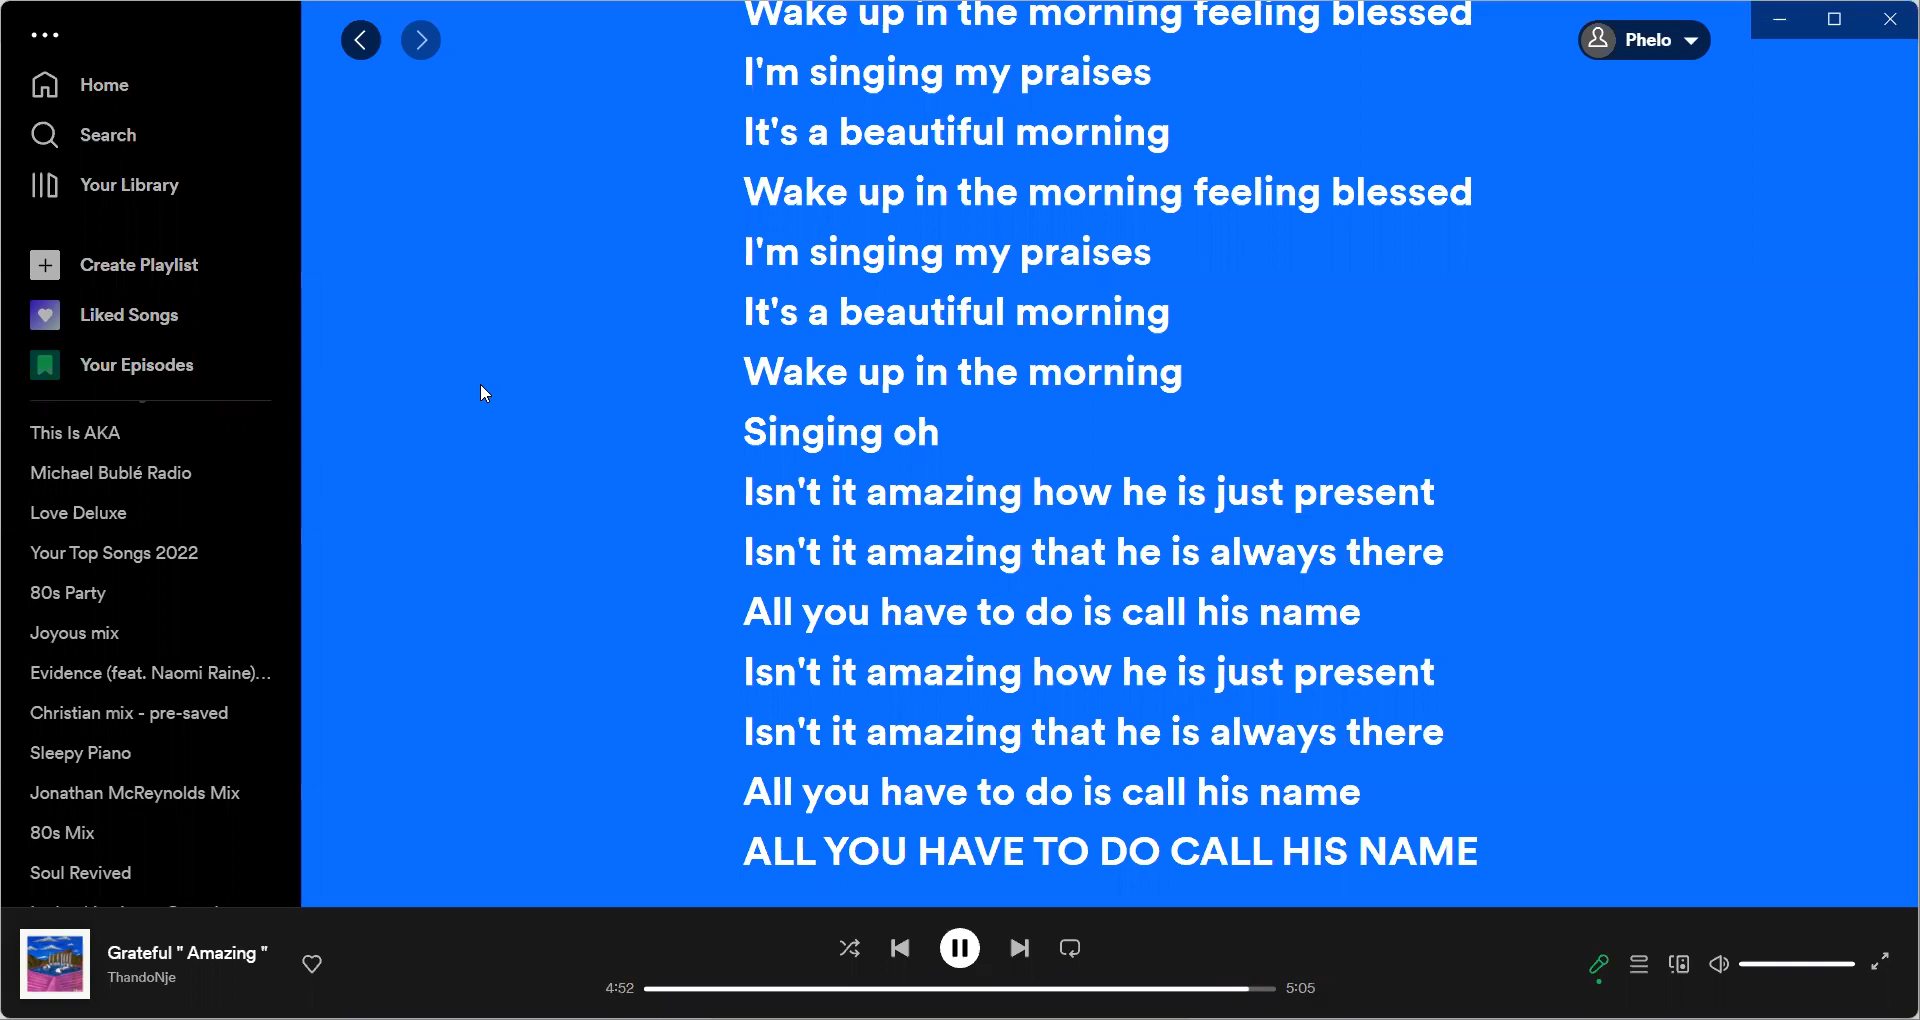 Home
Search
Your Library
Create Playlist
Liked Songs
Your Episodes
This Is AKA
Michael Bublé Radio
Love Deluxe
Your Top Songs 2022
80s Party
Joyous mix
Evidence (feat. Naomi Raine)...
Christian mix - pre-saved
Sleepy Piano
Jonathan McReynolds Mix
80s Mix
Soul Revived
Phelo
Wake up in the morning feeling blessed
I'm singing my praises
It's a beautiful morning
Wake up in the morning feeling blessed
I'm singing my praises
It's a beautiful morning
Wake up in the morning
Singing oh
Isn't it amazing how he is just present
Isn't it amazing that he is always there
All you have to do is call his name
Isn't it amazing how he is just present
Isn't it amazing that he is always there
All you have to do is call his name
ALL YOU HAVE TO DO CALL HIS NAME
Grateful " Amazing "
ThandoNje
4:52
5:05